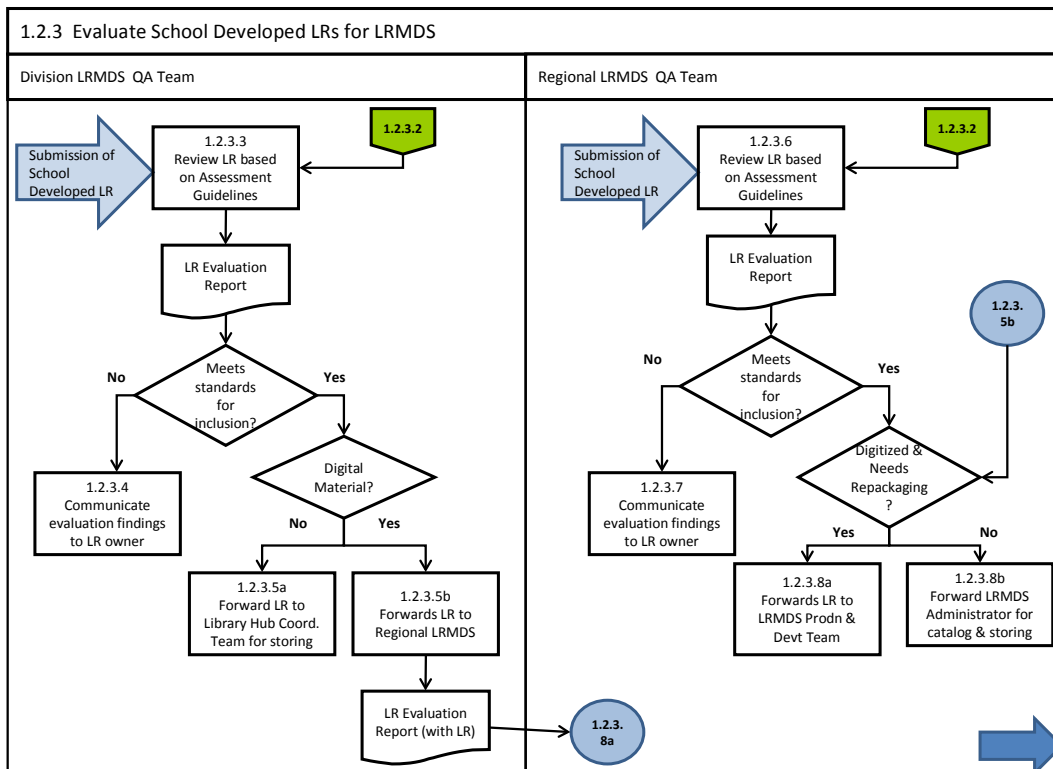 1.2.3 Evaluate School Developed LRs for LRMDS
Division LRMDS QA Team
Regional LRMDS QA Team
Submission of
School
Developed LR
1.2.3.3
Review LR based
on Assessment
Guidelines
1.2.3.2
LR Evaluation
Report
No
Meets
standards
for
inclusion?
Yes
1.2.3.4
Communicate
evaluation findings
to LR owner
Digital
Material?
No
Yes
1.2.3.5a
Forward LR to
Library Hub Coord.
Team for storing
1.2.3.5b
Forwards LR to
Regional LRMDS
LR Evaluation
Report (with LR)
1.2.3.
8a
Submission of
School
Developed LR
1.2.3.6
Review LR based
on Assessment
Guidelines
1.2.3.2
LR Evaluation
Report
1.2.3.
5b
No
Meets
standards
for
inclusion?
Yes
1.2.3.7
Communicate
evaluation findings
to LR owner
Digitized &
Needs
Repackaging
?
Yes
No
1.2.3.8a
Forwards LR to
LRMDS Prodn &
Devt Team
1.2.3.8b
Forward LRMDS
Administrator for
catalog & storing